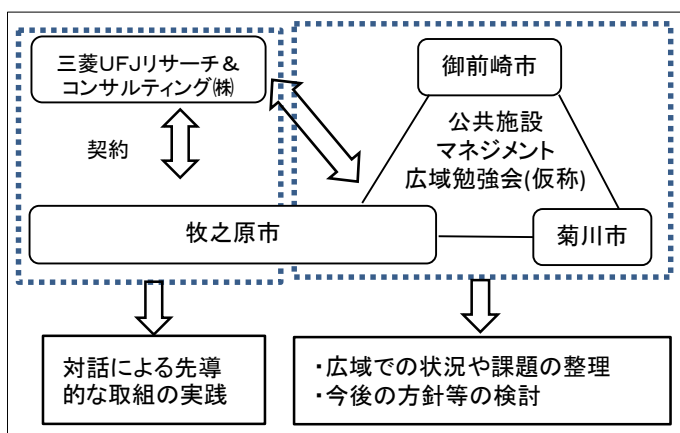 三菱UFJリサーチ＆
コンサルティング㈱
契約
御前崎市
公共施設
マネジメント
広域勉強会(仮称)
牧之原市
菊川市
対話による先導
的な取組の実践
・広域での状況や課題の整理
・今後の方針等の検討